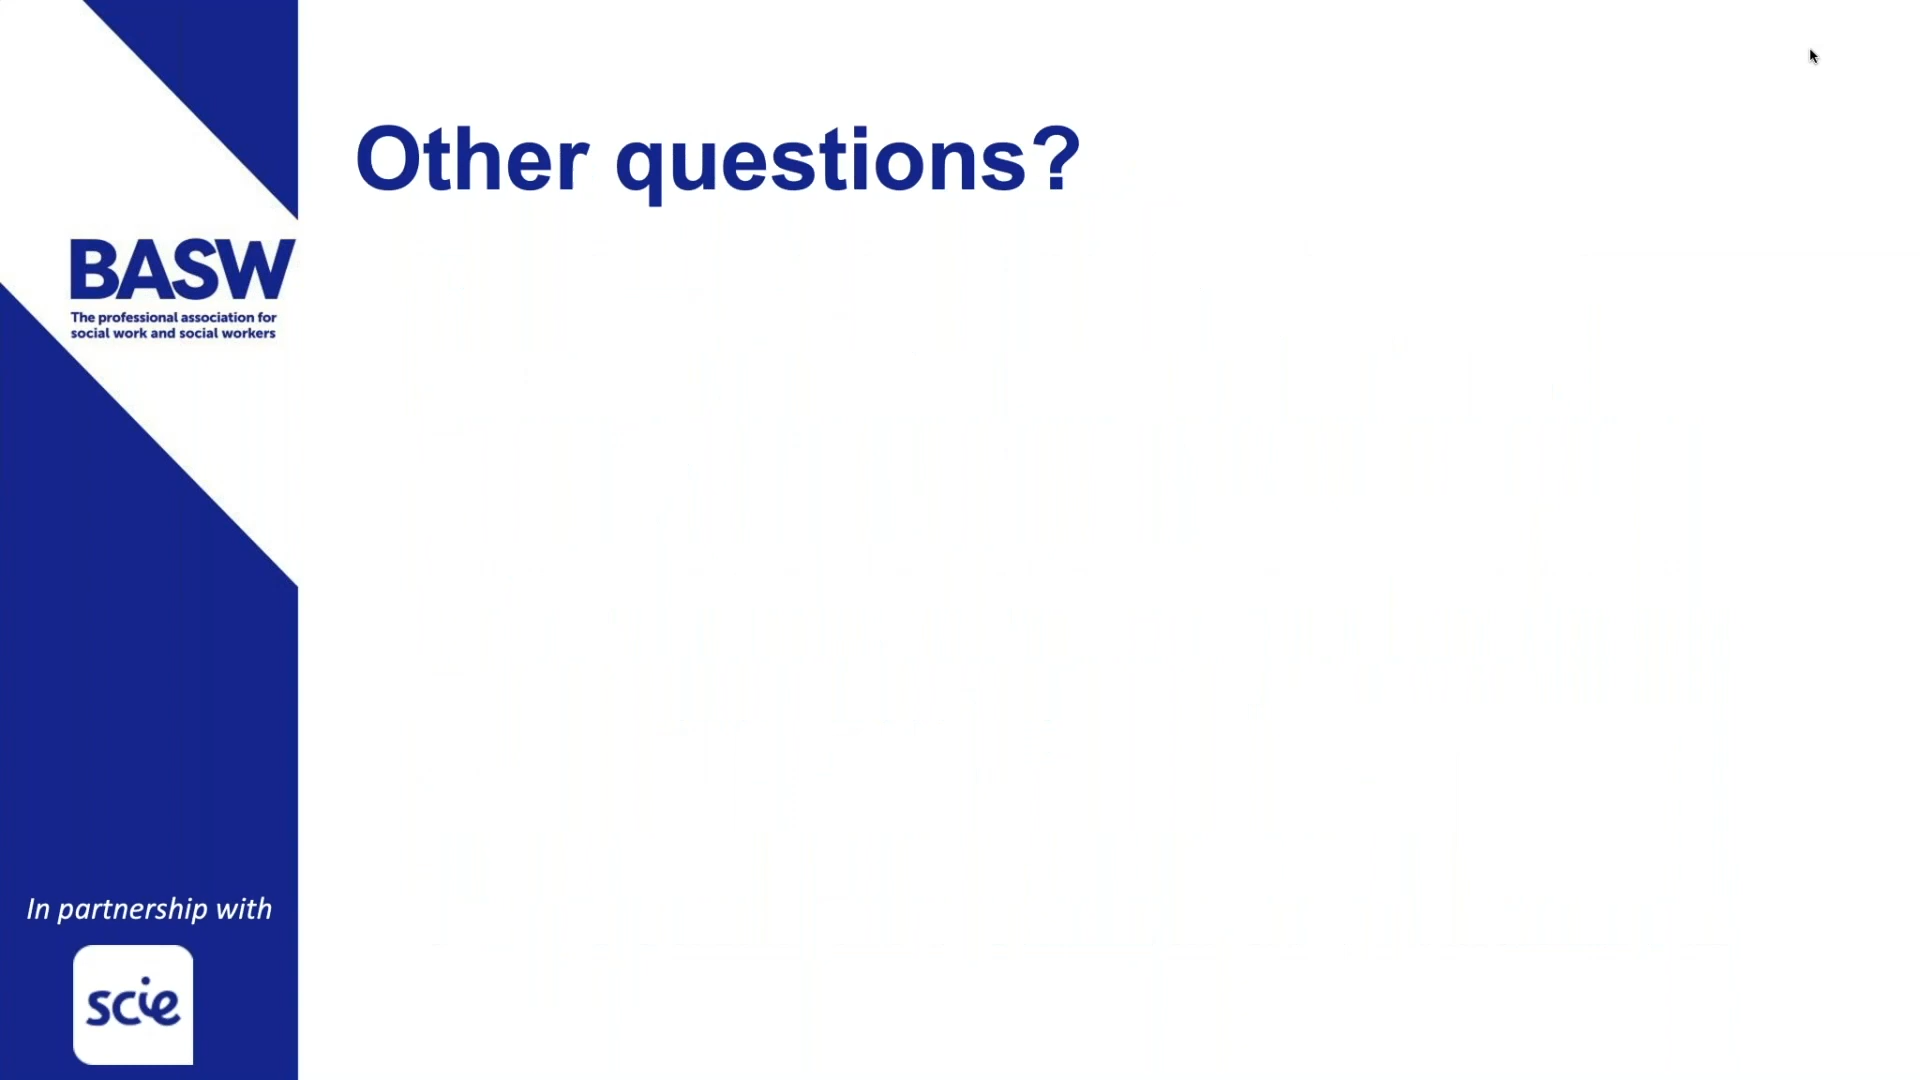 Other questions?
BASW
The professional association for
social work and social workers
In partnership with
scie